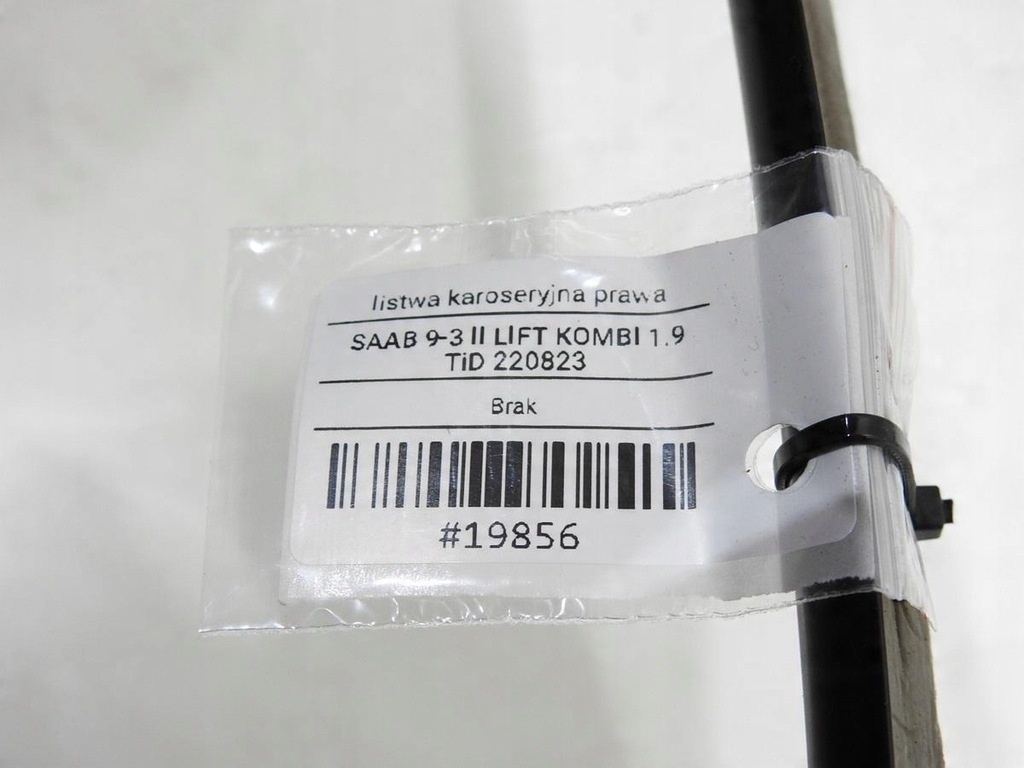 listwa karoseryjna prawa
SAAB 9-3 II LIFT KOMBI 1.9
TiD 220823
Brak
#19856